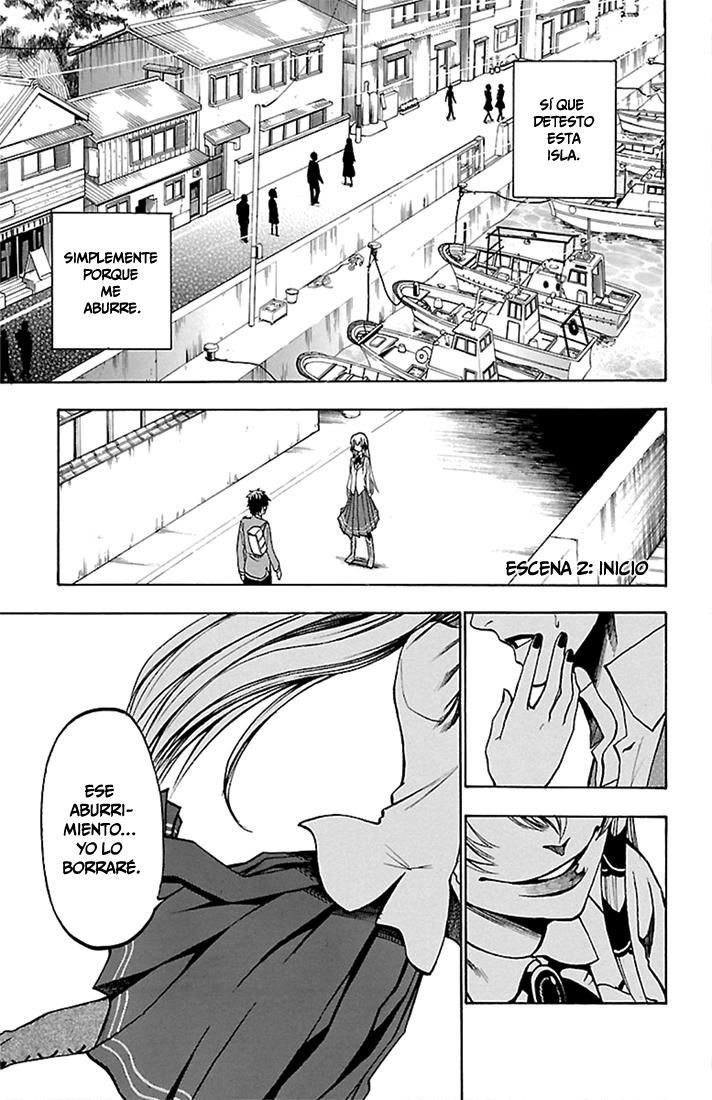 SÍ QUE
DETESTO
ESTA
ISLA.
SIMPLEMENTE
PORQUE
ME
ABURRE.
ESCENA 2: INICIO
ESE
ABURRI-
MIENTO...
YO LO
BORRARÉ.